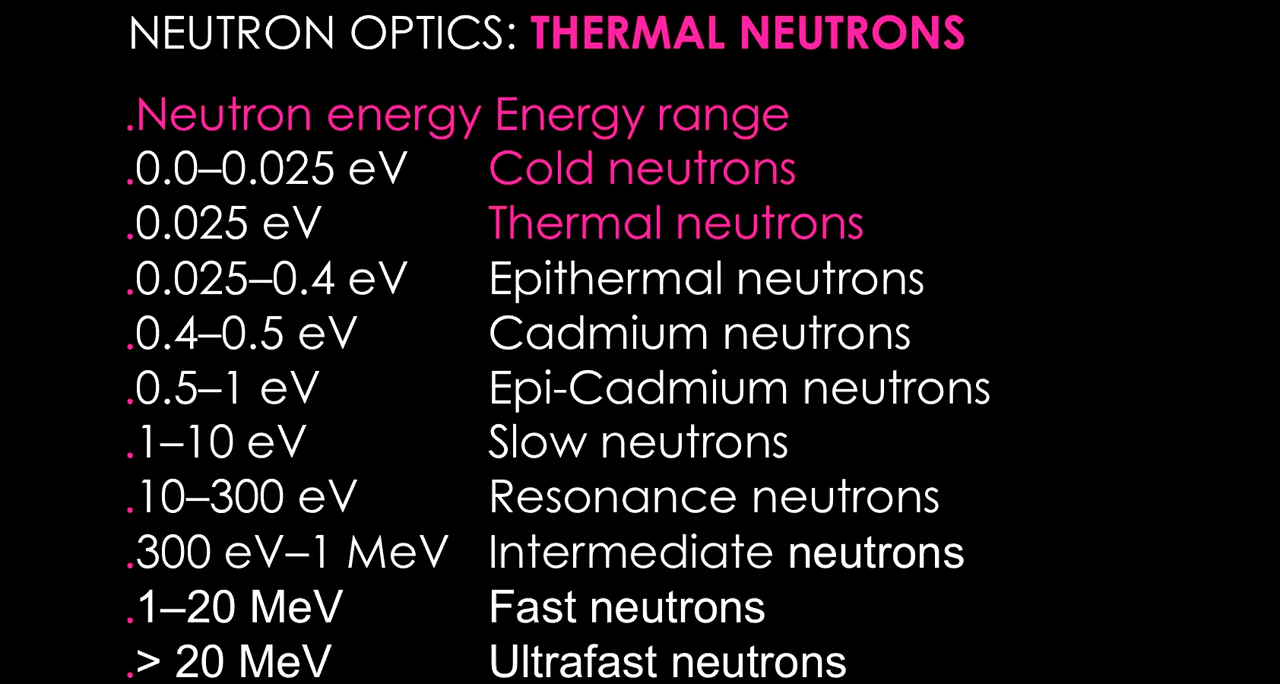 NEUTRON OPTICS: THERMAL NEUTRONS
.Neutron energy Energy range
.0.0–0.025 eV Cold neutrons
.0.025 eV Thermal neutrons
.0.025–0.4 eV Epithermal neutrons
.0.4–0.5 eV Cadmium neutrons
.0.5–1 eV Epi-Cadmium neutrons
.1–10 eV Slow neutrons
.10–300 eV Resonance neutrons
.300 eV–1 MeV Intermediate neutrons
.1–20 MeV Fast neutrons
.> 20 MeV Ultrafast neutrons